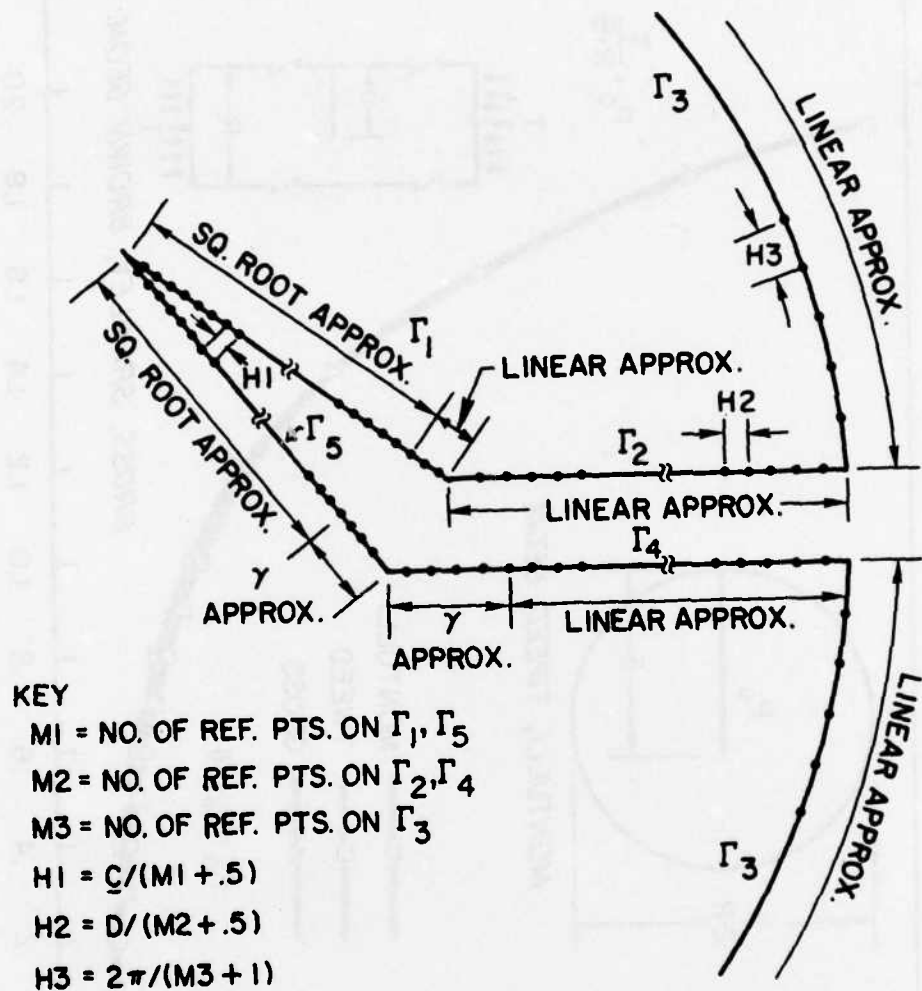 Γ3
LINEAR APPROX.
H3
SQ. ROOT APPROX.
Γ1
LINEAR APPROX.
H1
H2
Γ5
Γ2
SQ. ROOT APPROX.
LINEAR APPROX.
Γ4
γ
APPROX.
γ
APPROX.
LINEAR APPROX.
LINEAR APPROX.
Γ3
KEY
M1 = NO. OF REF. PTS. ON Γ1, Γ5
M2 = NO. OF REF. PTS. ON Γ2, Γ4
M3 = NO. OF REF. PTS. ON Γ3
H1 = C/(M1 + .5)
H2 = D/(M2 + .5)
H3 = 2π/(M3 + 1)